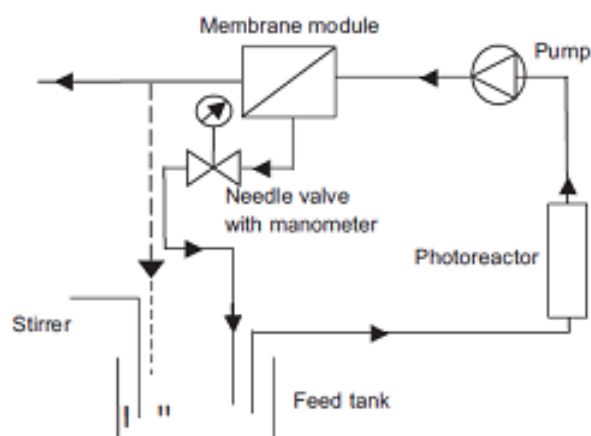 Membrane module
Pump
Needle valve
with manometer
Photoreactor
Stirrer
Feed tank